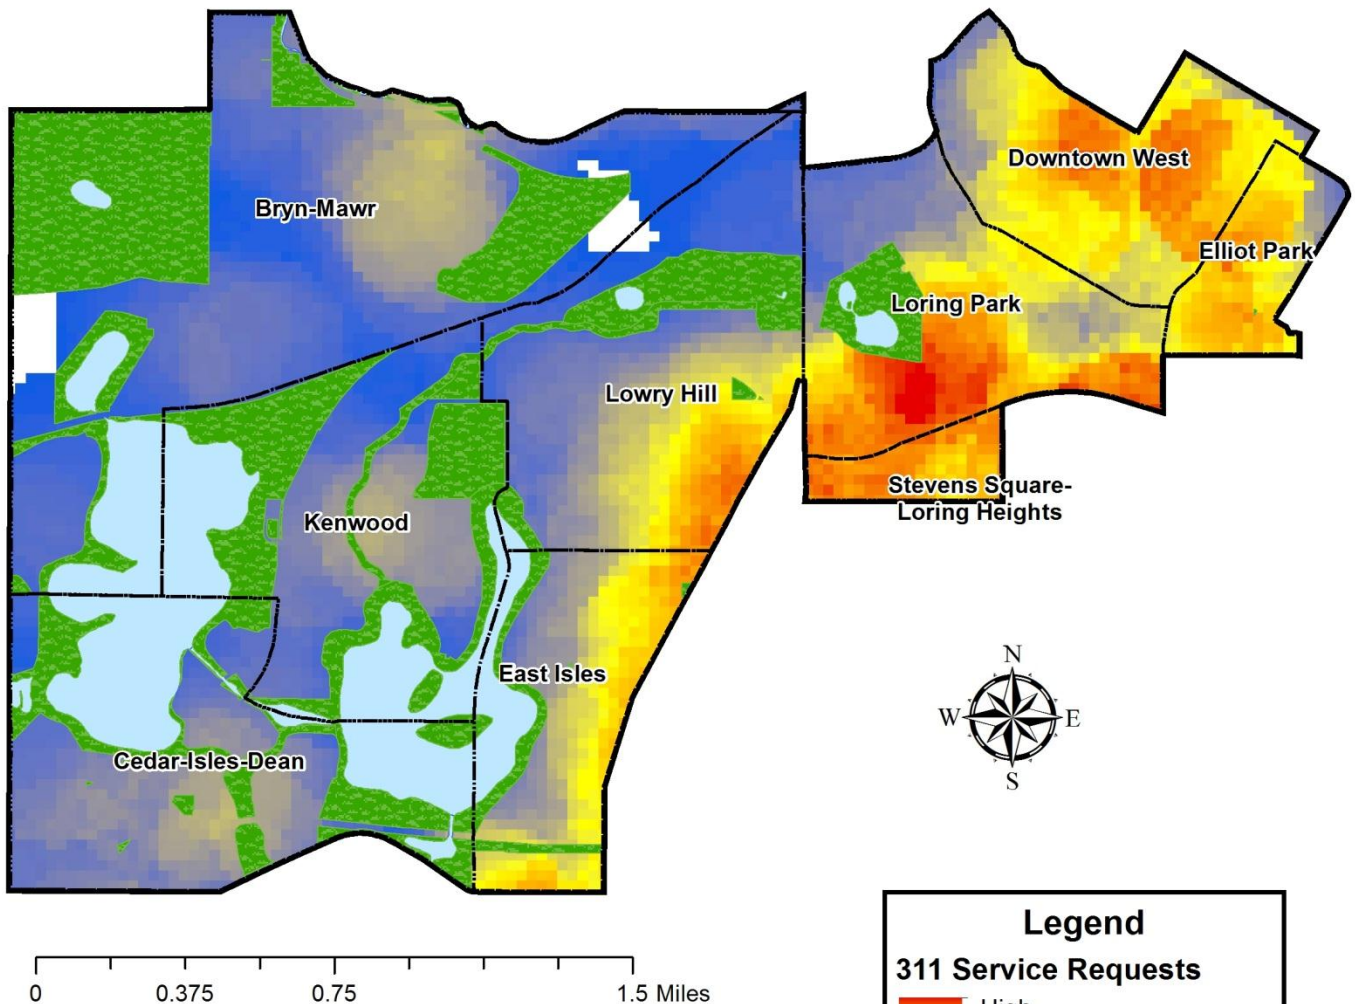 Downtown West
Bryn-Mawr
Elliot Park
Loring Park
Lowry Hill
Stevens Square-
Loring Heights
Kenwood
N
W E
S
East Isles
Cedar-Isles-Dean
Legend
311 Service Requests
High
0 0.375 0.75 1.5 Miles